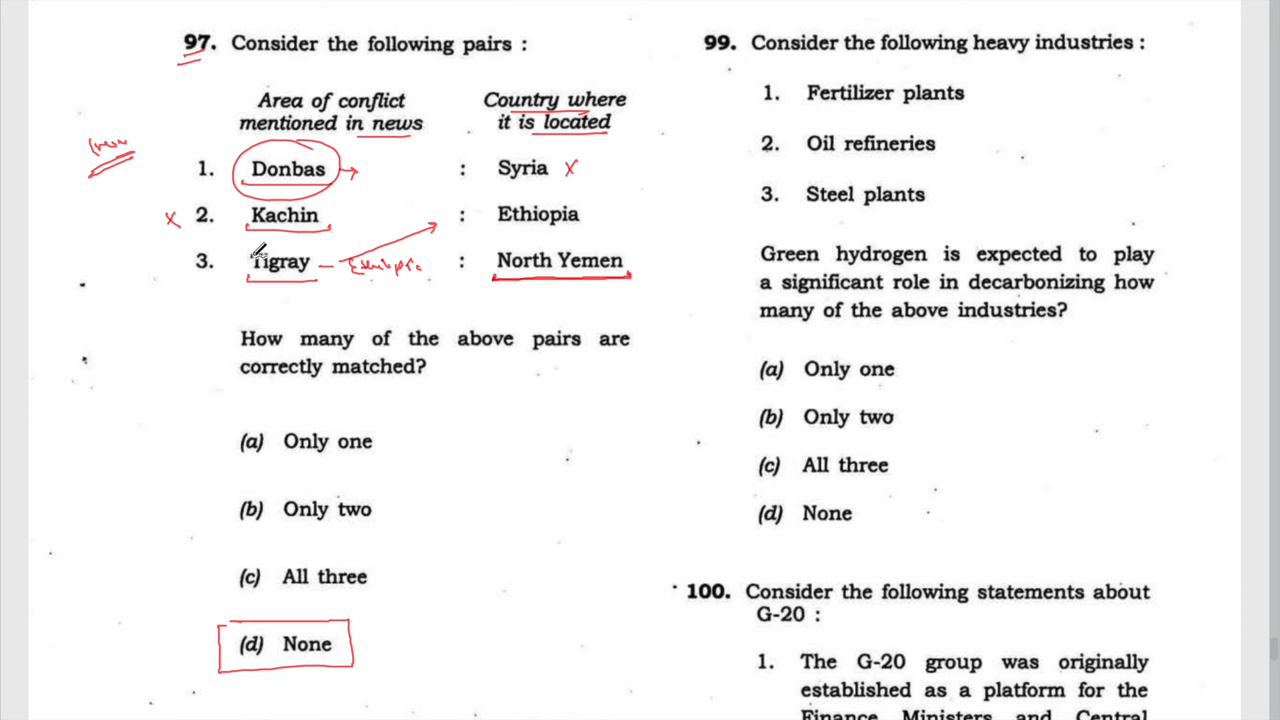 97. Consider the following pairs :
Area of conflict
mentioned in news
Country where
it is located
1. Donbas : Syria x
x 2. Kachin : Ethiopia
3. Tigray – : North Yemen
How many of the above pairs are
correctly matched?
(a) Only one
(b) Only two
(c) All three
(d) None
99. Consider the following heavy industries :
1. Fertilizer plants
2. Oil refineries
3. Steel plants
Green hydrogen is expected to play
a significant role in decarbonizing how
many of the above industries?
(a) Only one
(b) Only two
(c) All three
(d) None
100. Consider the following statements about
G-20 :
1. The G-20 group was originally
established as a platform for the
Finance Ministers and Central